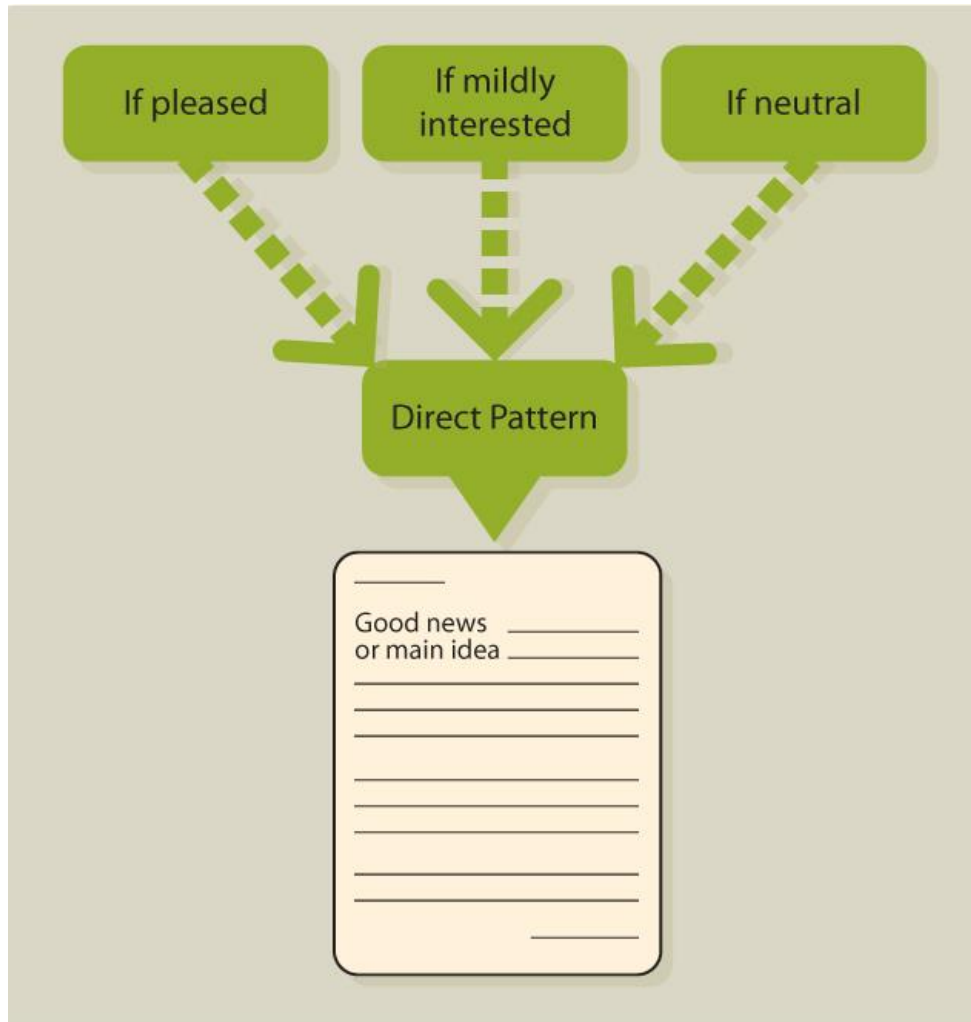 If pleased
If mildly
interested
If neutral
Direct Pattern
Good news
or main idea